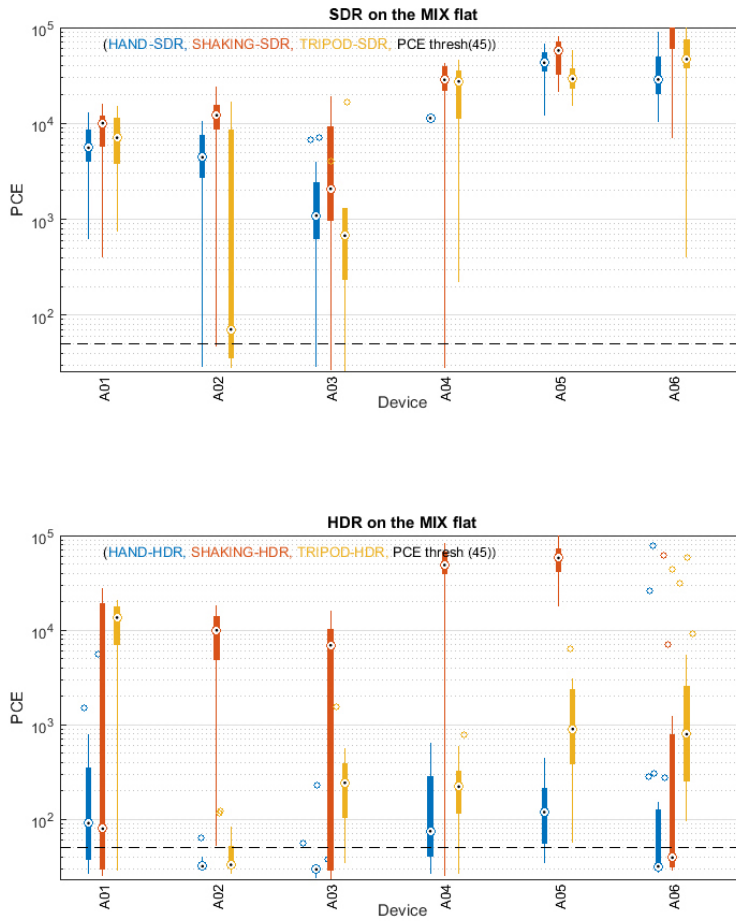 SDR on the MIX flat
10^5
(HAND-SDR, SHAKING-SDR, TRIPOD-SDR, PCE thresh(45))
10^4
PCE
10^3
10^2
A01 A02 A03 A04 A05 A06
Device
HDR on the MIX flat
10^5
(HAND-HDR, SHAKING-HDR, TRIPOD-HDR, PCE thresh (45))
10^4
PCE
10^3
10^2
A01 A02 A03 A04 A05 A06
Device